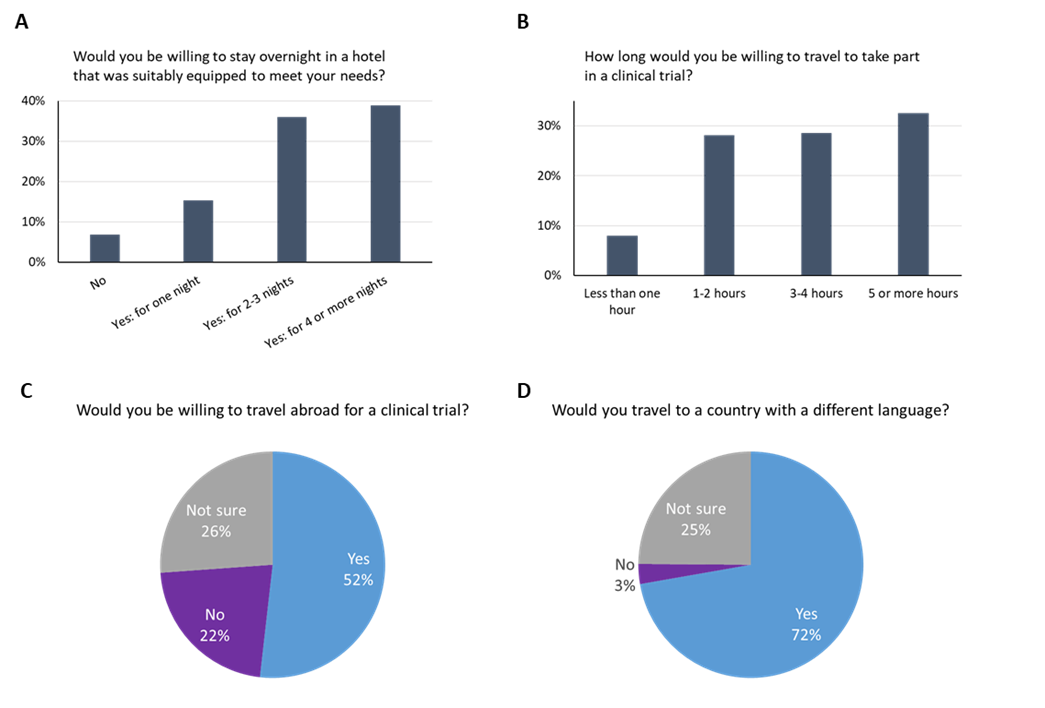 A
Would you be willing to stay overnight in a hotel
that was suitably equipped to meet your needs?
40%
30%
20%
10%
0%
No
Yes: for one night
Yes: for 2-3 nights
Yes: for 4 or more nights
B
How long would you be willing to travel to take part
in a clinical trial?
30%
20%
10%
0%
Less than one
hour
1-2 hours
3-4 hours
5 or more hours
C
Would you be willing to travel abroad for a clinical trial?
Not sure
26%
Yes
52%
No
22%
D
Would you travel to a country with a different language?
Not sure
25%
No
3%
Yes
72%